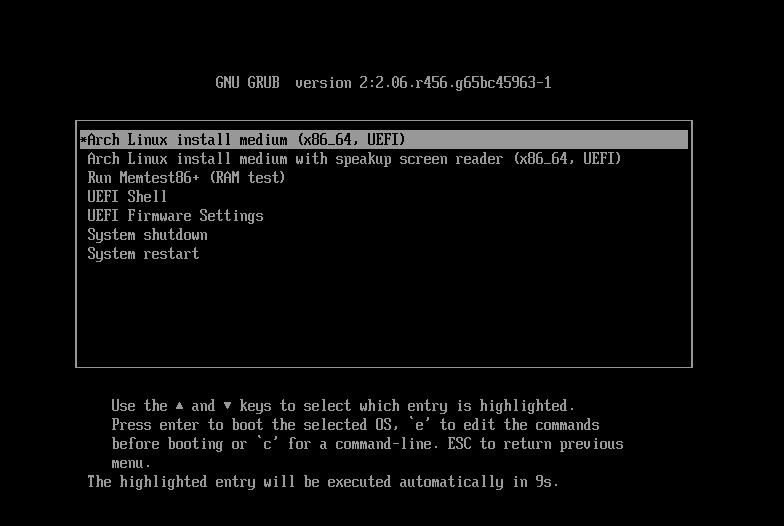 GNU GRUB  version 2:2.06.r456.g65bc45963-1
*Arch Linux install medium (x86_64, UEFI)
Arch Linux install medium with speakup screen reader (x86_64, UEFI)
Run Memtest86+ (RAM test)
UEFI Shell
UEFI Firmware Settings
System shutdown
System restart
Use the ▲ and ▼ keys to select which entry is highlighted.
Press enter to boot the selected OS, `e' to edit the commands
before booting or `c' for a command-line. ESC to return previous
menu.
The highlighted entry will be executed automatically in 9s.